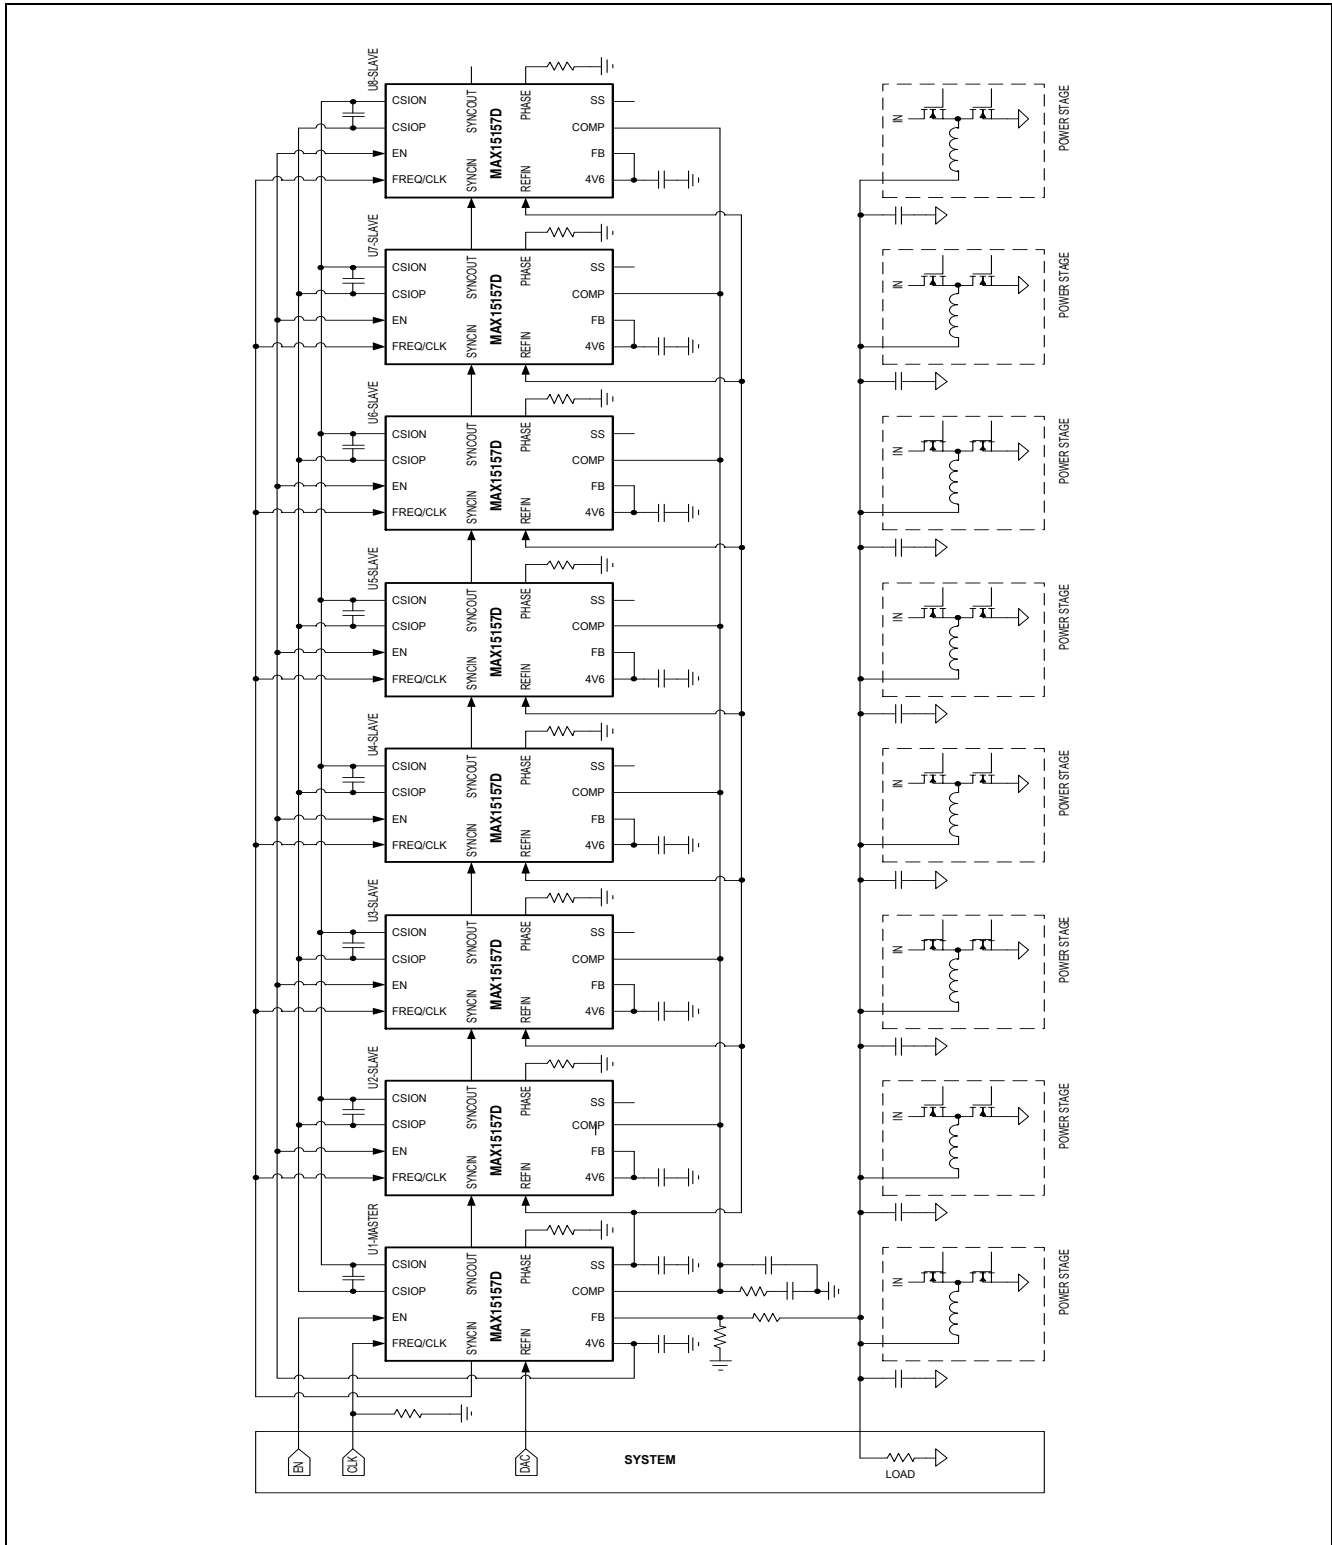 U8-SLAVE
CSION
CSIOP
EN
FREQ/CLK
SYNCOUT
SYNCIN
MAX15157D
PHASE
REFIN
SS
COMP
FB
4V6
IN
POWER STAGE
U7-SLAVE
CSION
CSIOP
EN
FREQ/CLK
SYNCOUT
SYNCIN
MAX15157D
PHASE
REFIN
SS
COMP
FB
4V6
IN
POWER STAGE
U6-SLAVE
CSION
CSIOP
EN
FREQ/CLK
SYNCOUT
SYNCIN
MAX15157D
PHASE
REFIN
SS
COMP
FB
4V6
IN
POWER STAGE
U5-SLAVE
CSION
CSIOP
EN
FREQ/CLK
SYNCOUT
SYNCIN
MAX15157D
PHASE
REFIN
SS
COMP
FB
4V6
IN
POWER STAGE
U4-SLAVE
CSION
CSIOP
EN
FREQ/CLK
SYNCOUT
SYNCIN
MAX15157D
PHASE
REFIN
SS
COMP
FB
4V6
IN
POWER STAGE
U3-SLAVE
CSION
CSIOP
EN
FREQ/CLK
SYNCOUT
SYNCIN
MAX15157D
PHASE
REFIN
SS
COMP
FB
4V6
IN
POWER STAGE
U2-SLAVE
CSION
CSIOP
EN
FREQ/CLK
SYNCOUT
SYNCIN
MAX15157D
PHASE
REFIN
SS
COMP
FB
4V6
IN
POWER STAGE
U1-MASTER
CSION
CSIOP
EN
FREQ/CLK
SYNCOUT
SYNCIN
MAX15157D
PHASE
REFIN
SS
COMP
FB
4V6
IN
POWER STAGE
EN
CLK
DAC
SYSTEM
LOAD